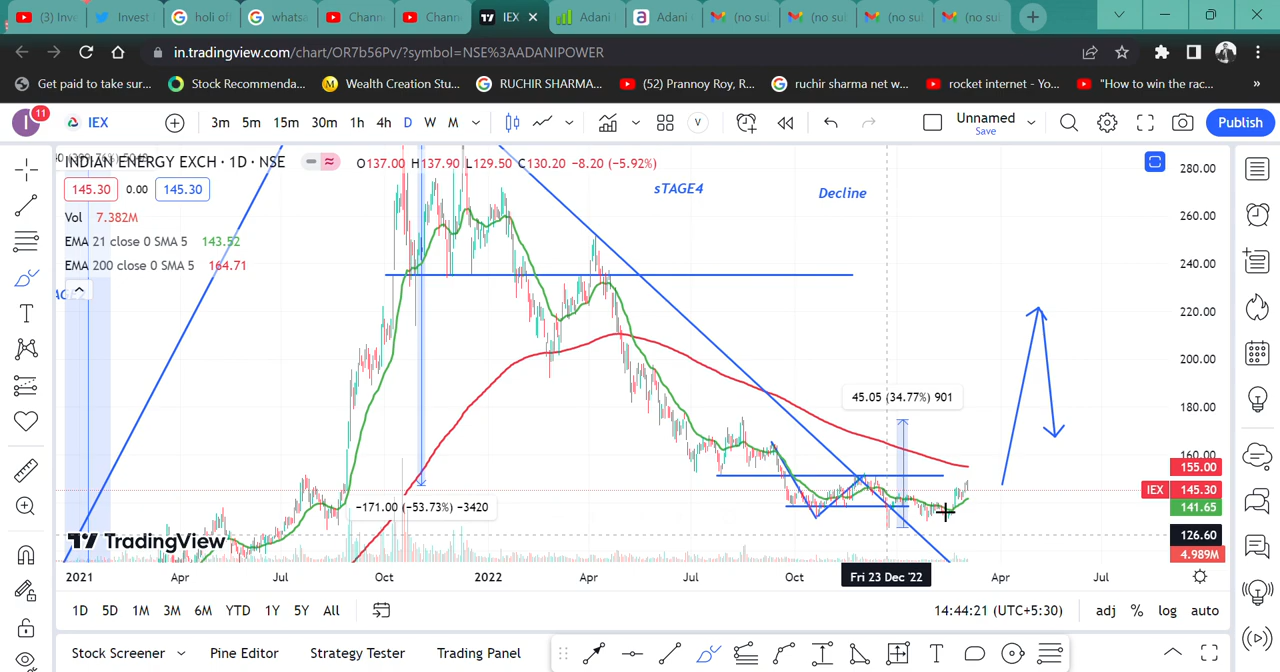 (3) Inv
Invest
holi of
whatsa
Chann
Chann
IEX
Adani
Adani
(no su
(no su
(no su
(no su
in.tradingview.com/chart/OR7b56Pv/?symbol=NSE%3AADANIPOWER
Get paid to take sur...
Stock Recommenda...
Wealth Creation Stu...
RUCHIR SHARMA...
(52) Prannoy Roy, R...
ruchir sharma net w...
rocket internet - Yo...
"How to win the rac...
»
I 11
IEX
3m 5m 15m 30m 1h 4h D W M
V
Unnamed
Save
Publish
INDIAN ENERGY EXCH · 1D · NSE
O137.00 H137.90 L129.50 C130.20 −8.20 (−5.92%)
145.30 0.00 145.30
Vol 7.382M
EMA 21 close 0 SMA 5 143.52
EMA 200 close 0 SMA 5 164.71
sTAGE4
Decline
45.05 (34.77%) 901
−171.00 (−53.73%) −3420
280.00
260.00
240.00
220.00
200.00
180.00
160.00
155.00
IEX 145.30
141.65
126.60
4.989M
TradingView
2021 Apr Jul Oct 2022 Apr Jul Oct Fri 23 Dec '22 Apr Jul
1D 5D 1M 3M 6M YTD 1Y 5Y All
14:44:21 (UTC+5:30) adj % log auto
Stock Screener Pine Editor Strategy Tester Trading Panel